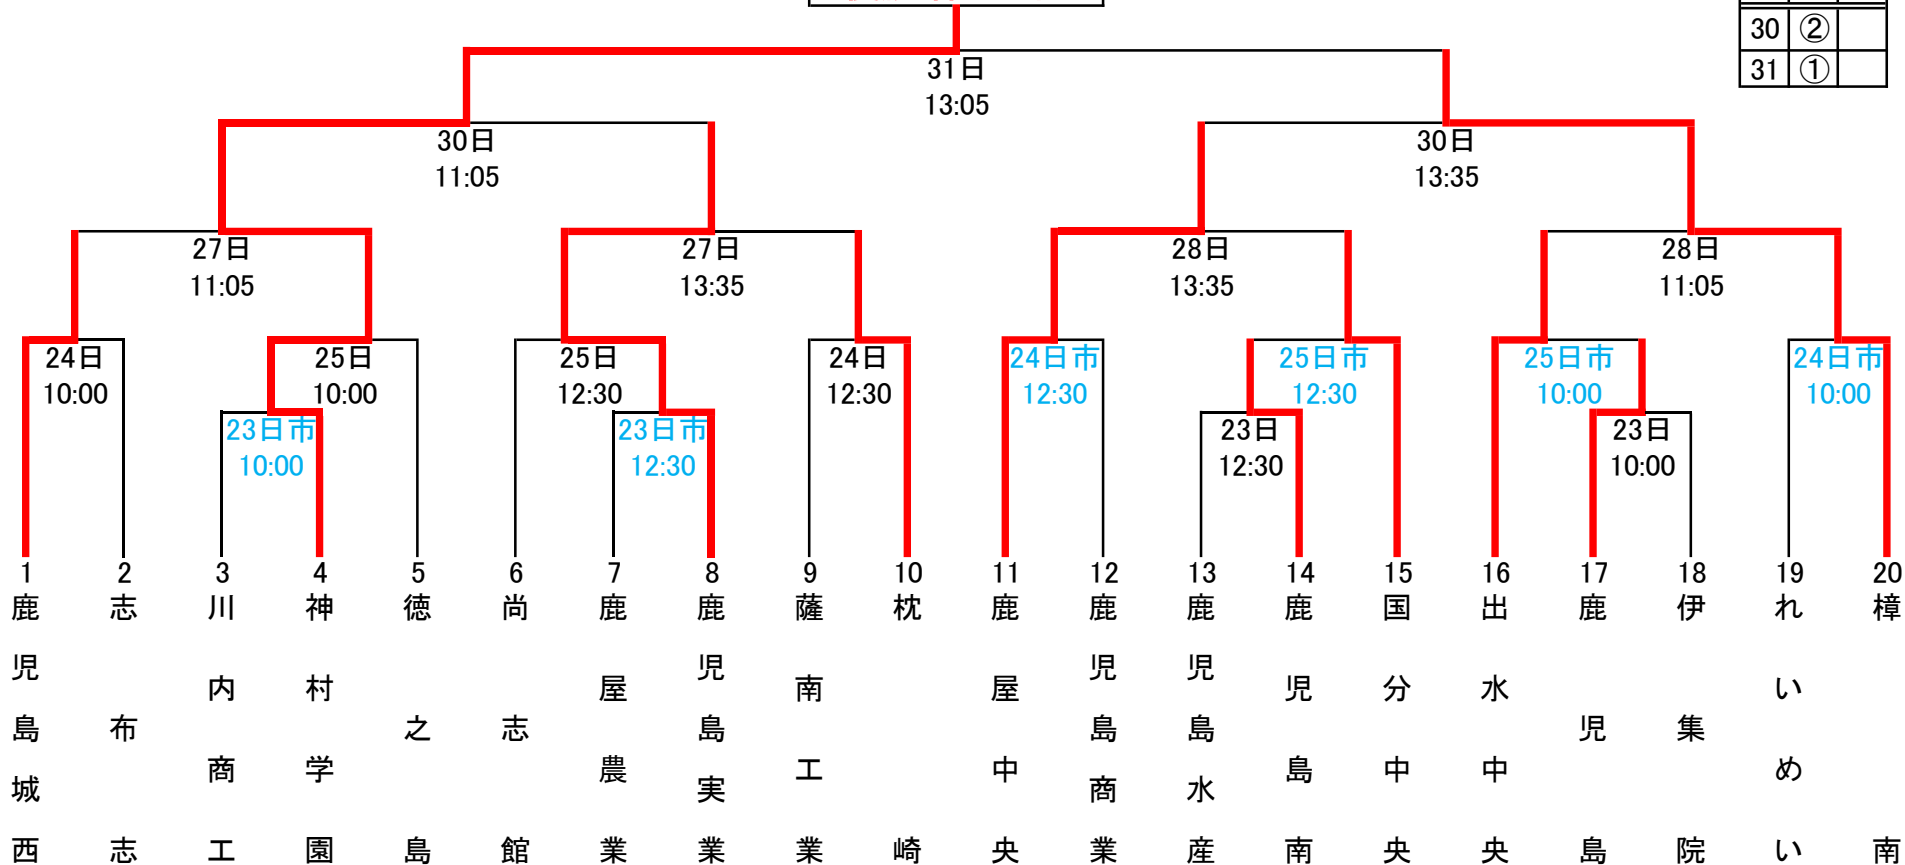 30 ②
31 ①
31日
13:05
30日
11:05
30日
13:35
27日
11:05
27日
13:35
28日
13:35
28日
11:05
24日
10:00
25日
10:00
25日
12:30
24日
12:30
24日市
12:30
25日市
12:30
25日市
10:00
24日市
10:00
23日市
10:00
23日市
12:30
23日
12:30
23日
10:00
1
鹿児島城西
2
志布志
3
川内商工
4
神村学園
5
徳之島
6
尚志館
7
鹿屋農業
8
鹿児島実業
9
薩南工業
10
枕崎
11
鹿屋中央
12
鹿児島商業
13
鹿児島水産
14
鹿児島南
15
国分中央
16
出水中央
17
鹿児島
18
伊集院
19
れいめい
20
樟南